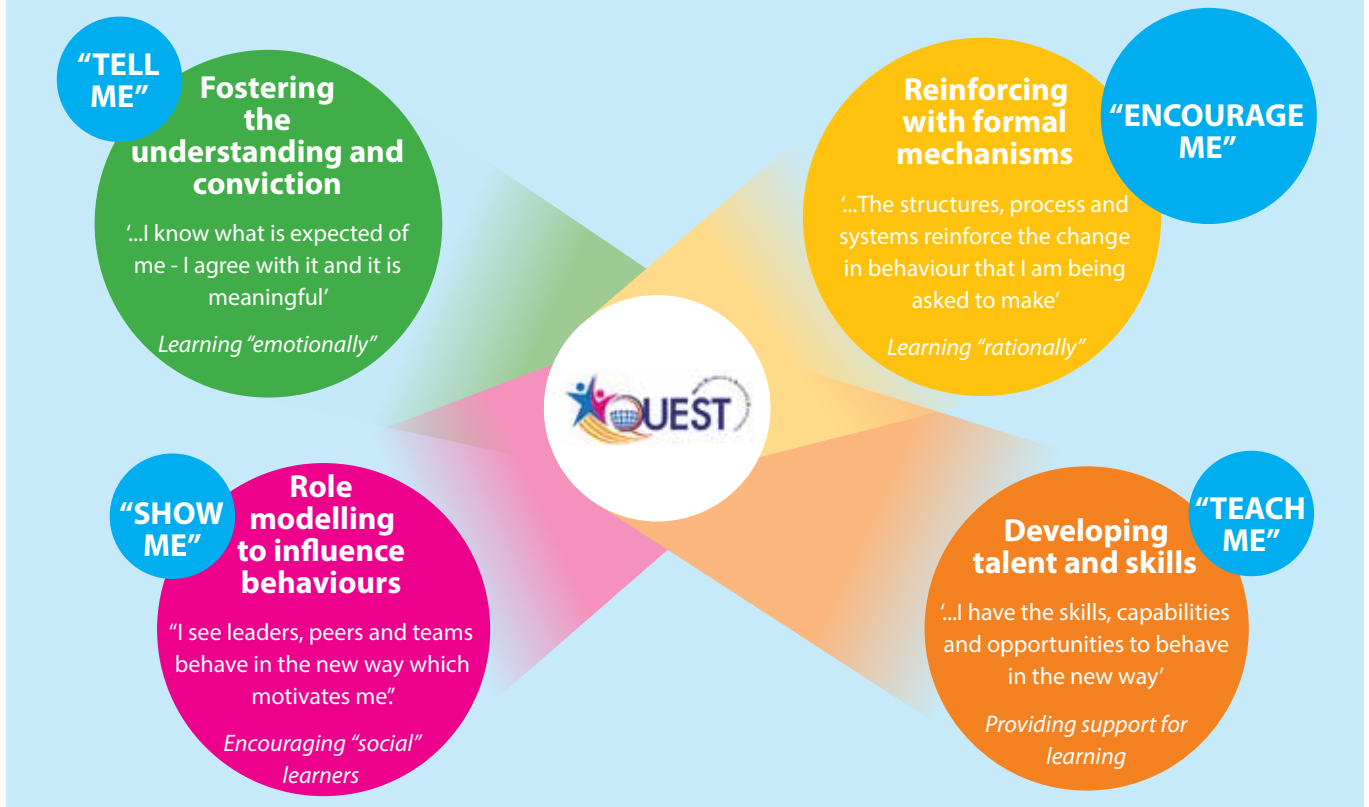 “TELL
ME”
Fostering
the
understanding and
conviction
‘...I know what is expected of
me - I agree with it and it is
meaningful’
Learning “emotionally”
“ENCOURAGE
ME”
Reinforcing
with formal
mechanisms
‘...The structures, process and
systems reinforce the change
in behaviour that I am being
asked to make’
Learning “rationally”
QUEST
“SHOW
ME”
Role
modelling
to influence
behaviours
“I see leaders, peers and teams
behave in the new way which
motivates me”.
Encouraging “social”
learners
“TEACH
ME”
Developing
talent and skills
‘...I have the skills, capabilities
and opportunities to behave
in the new way’
Providing support for
learning